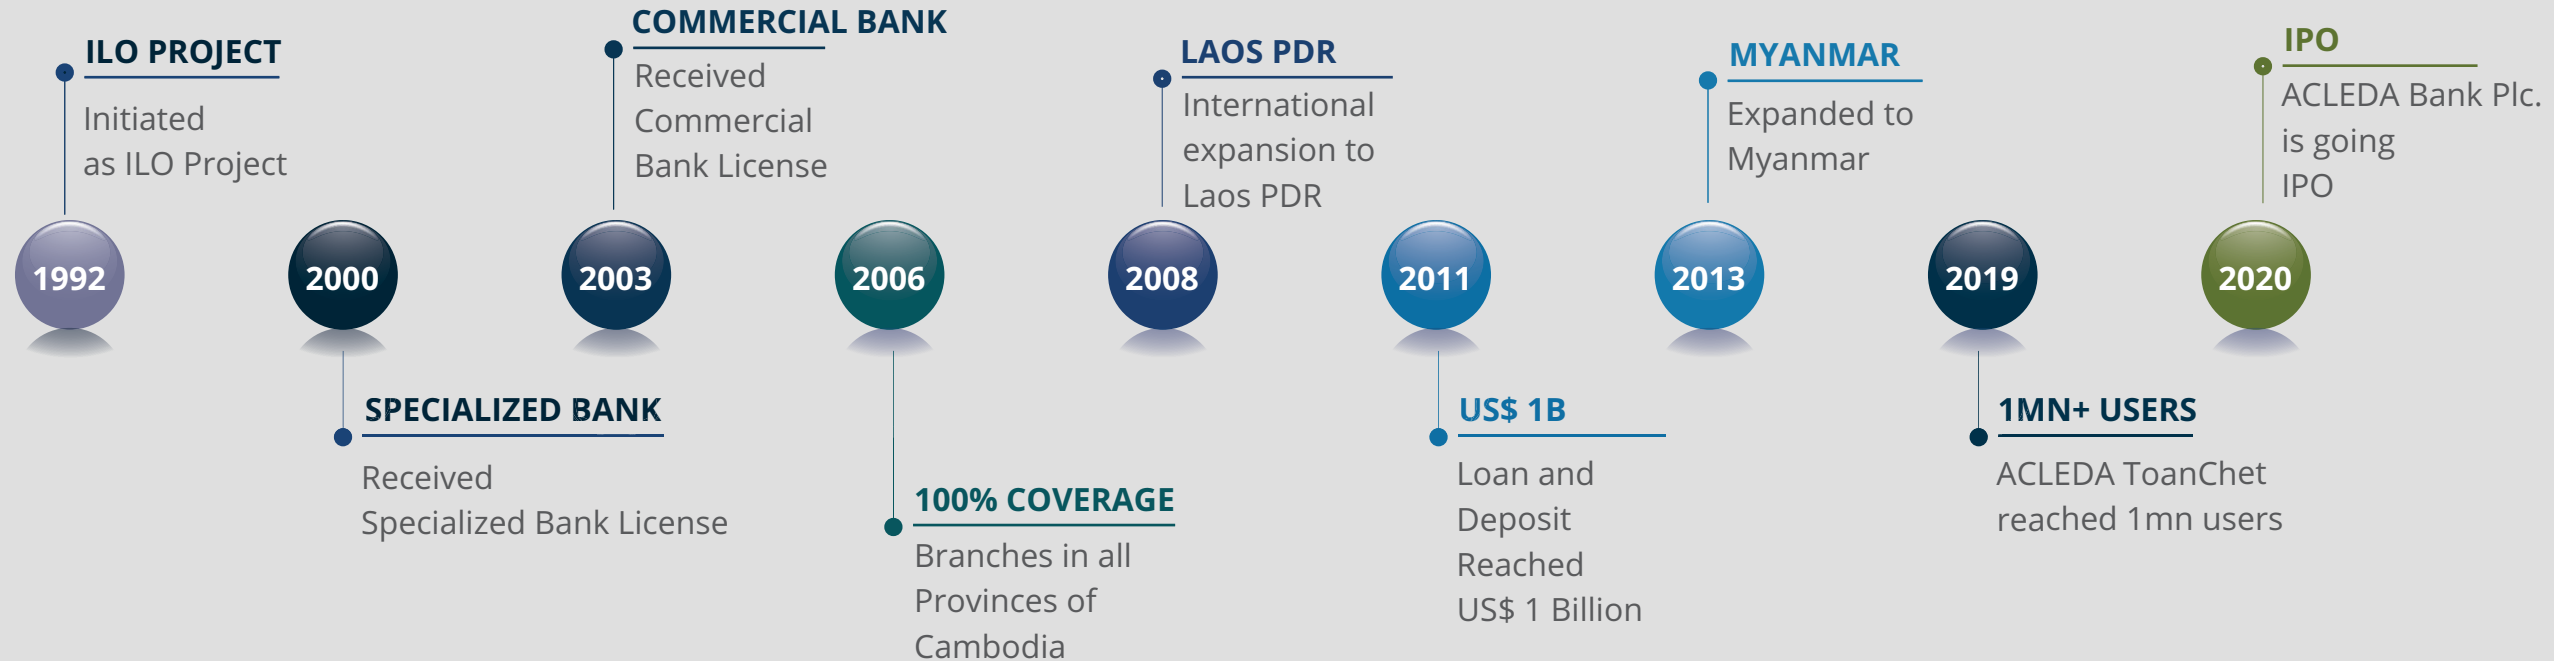 ILO PROJECT
Initiated
as ILO Project
COMMERCIAL BANK
Received
Commercial
Bank License
LAOS PDR
International
expansion to
Laos PDR
MYANMAR
Expanded to
Myanmar
IPO
ACLEDA Bank Plc.
is going
IPO
1992
2000
2003
2006
2008
2011
2013
2019
2020
SPECIALIZED BANK
Received
Specialized Bank License
100% COVERAGE
Branches in all
Provinces of
Cambodia
US$ 1B
Loan and
Deposit
Reached
US$ 1 Billion
1MN+ USERS
ACLEDA ToanChet
reached 1mn users